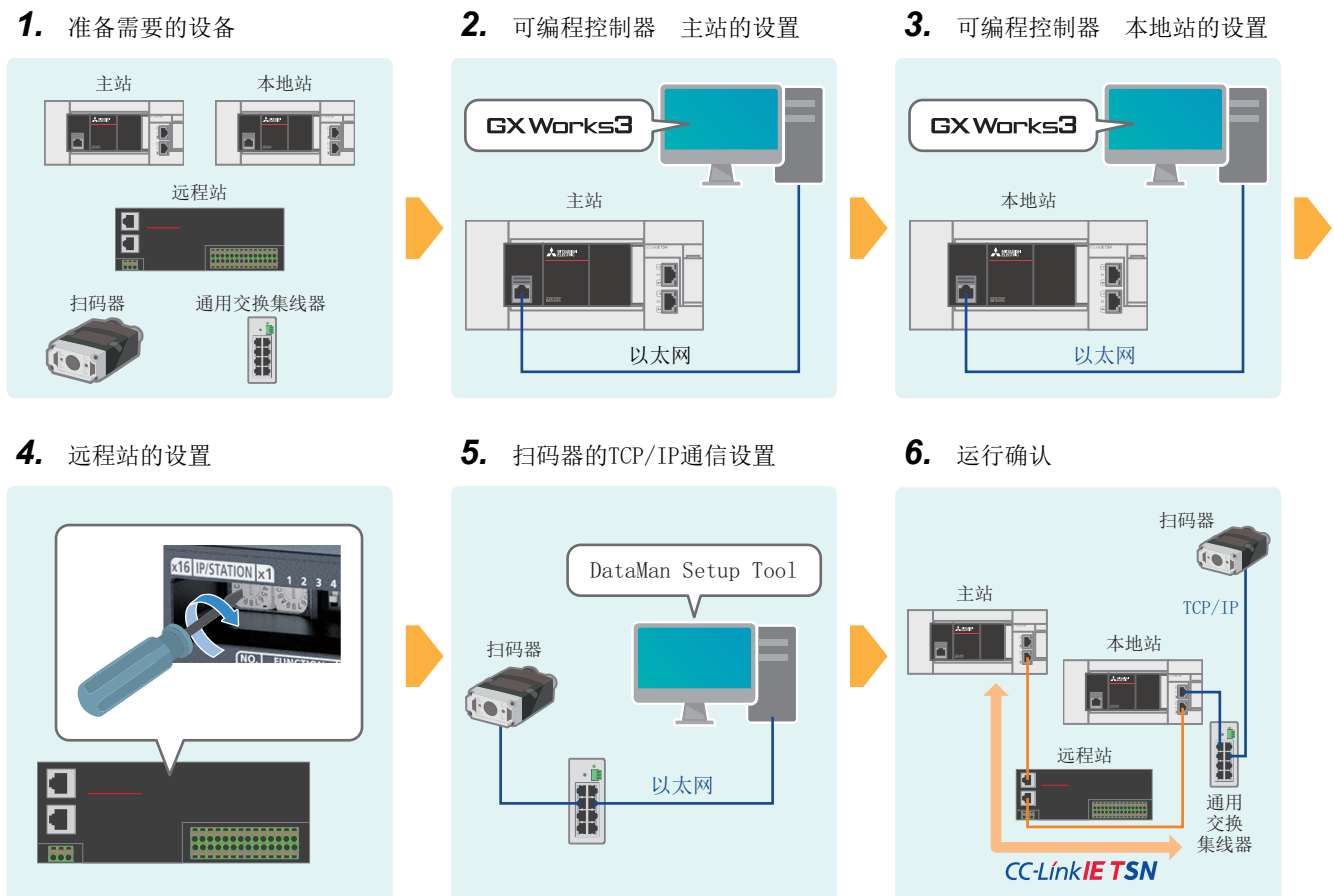 1. 准备需要的设备
主站
本地站
远程站
扫码器
通用交换集线器
2. 可编程控制器　主站的设置
GX Works3
主站
MITSUBISHI
ELECTRIC
以太网
3. 可编程控制器　本地站的设置
GX Works3
本地站
MITSUBISHI
ELECTRIC
以太网
4. 远程站的设置
x16 IP/STATION x1 1 2 3 4
NO. FUNCTION
5. 扫码器的TCP/IP通信设置
DataMan Setup Tool
扫码器
以太网
6. 运行确认
扫码器
TCP/IP
主站
本地站
远程站
通用
交换
集线器
CC-Link IE TSN